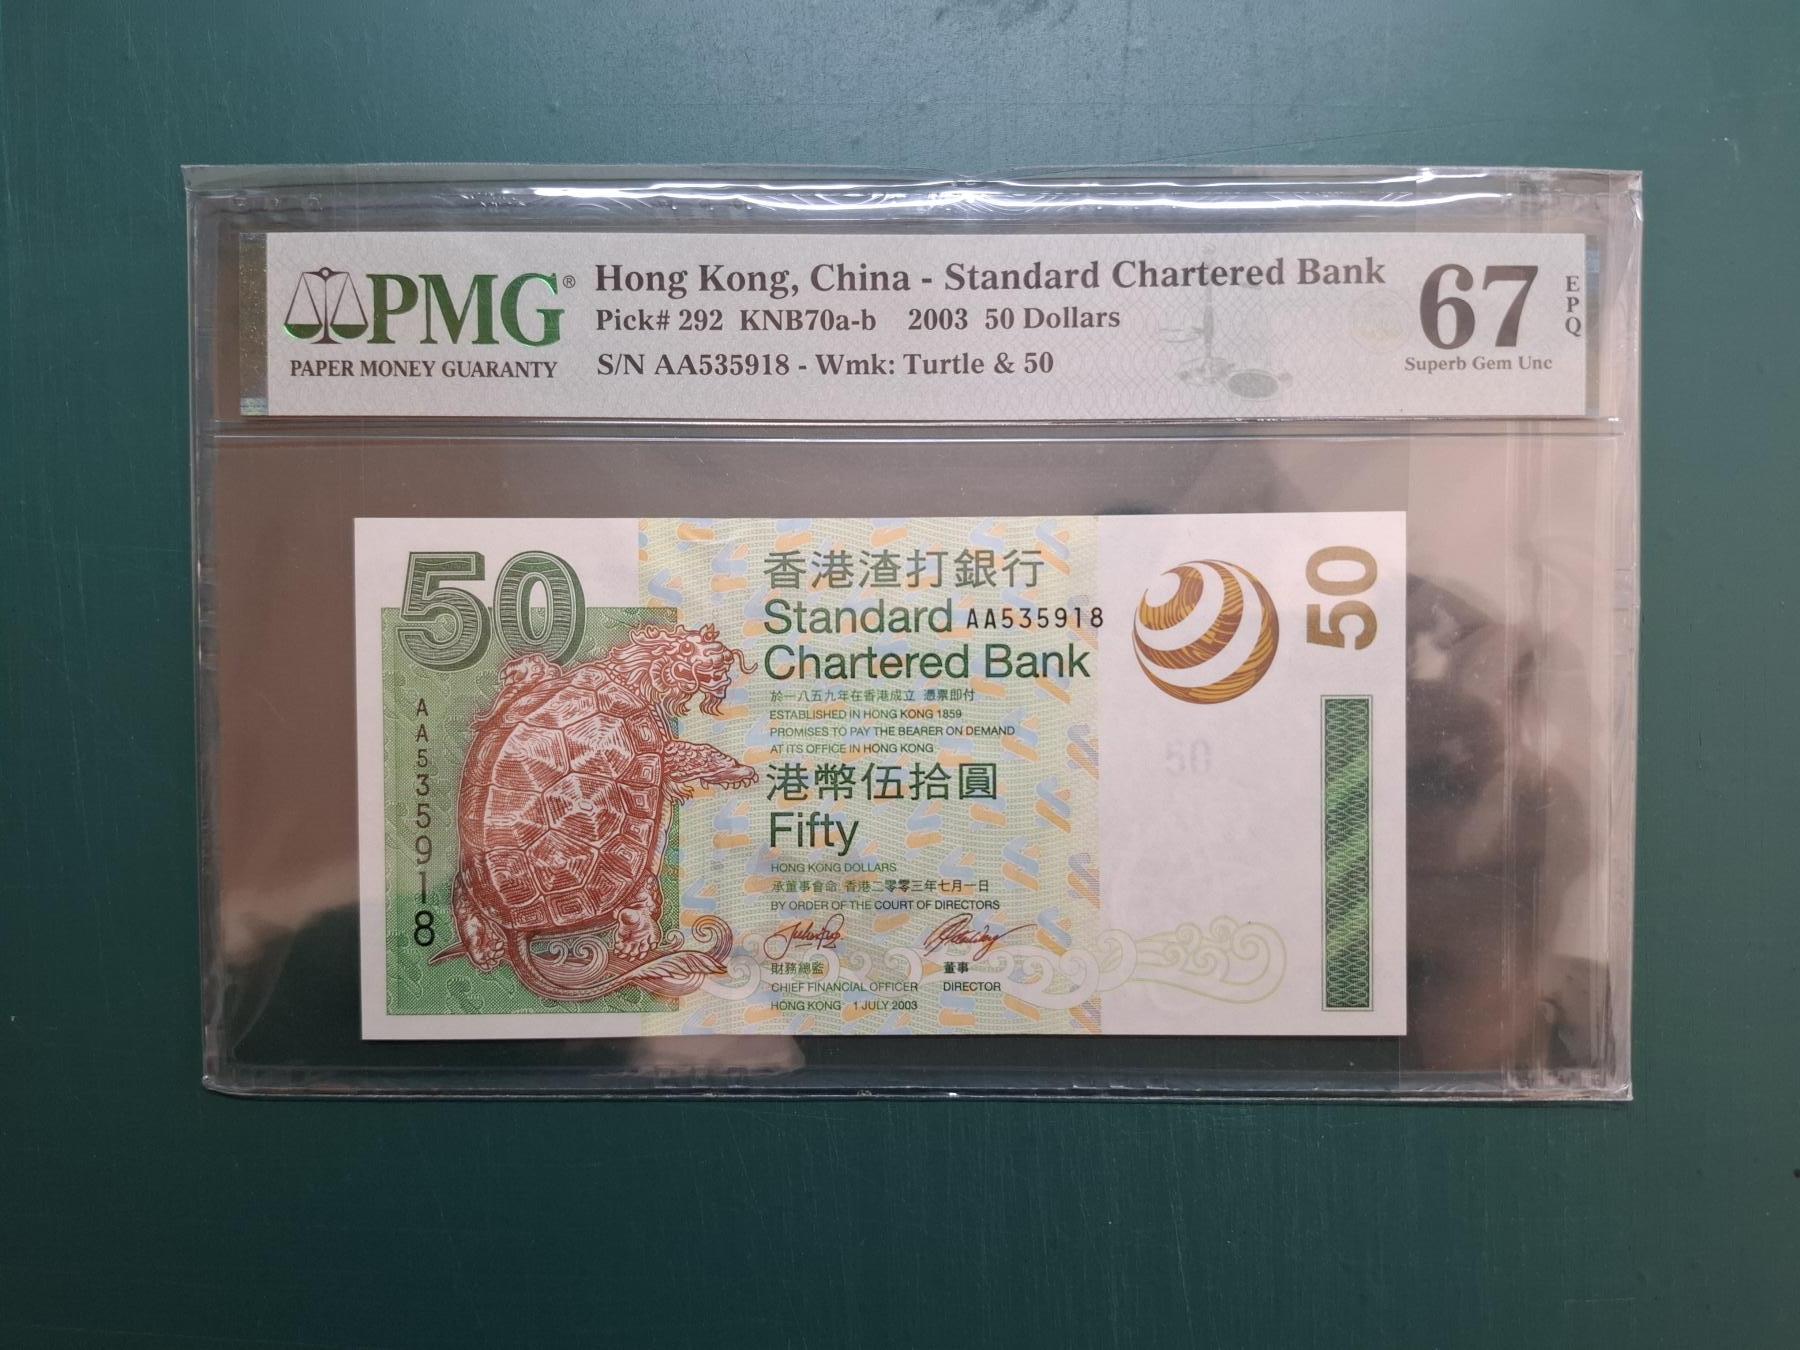 PMG®
PAPER MONEY GUARANTY
Hong Kong, China - Standard Chartered Bank
Pick# 292 KNB70a-b 2003 50 Dollars
S/N AA535918 - Wmk: Turtle & 50
67
EPQ
Superb Gem Unc
50
香港渣打銀行
Standard AA535918
Chartered Bank
於一八五九年在香港成立 憑票即付
ESTABLISHED IN HONG KONG 1859
PROMISES TO PAY THE BEARER ON DEMAND
AT ITS OFFICE IN HONG KONG
港幣伍拾圓
Fifty
HONG KONG DOLLARS
承董事會命 香港二零零三年七月一日
BY ORDER OF THE COURT OF DIRECTORS
財務總監 董事
CHIEF FINANCIAL OFFICER DIRECTOR
HONG KONG 1 JULY 2003
AA535918
50
50